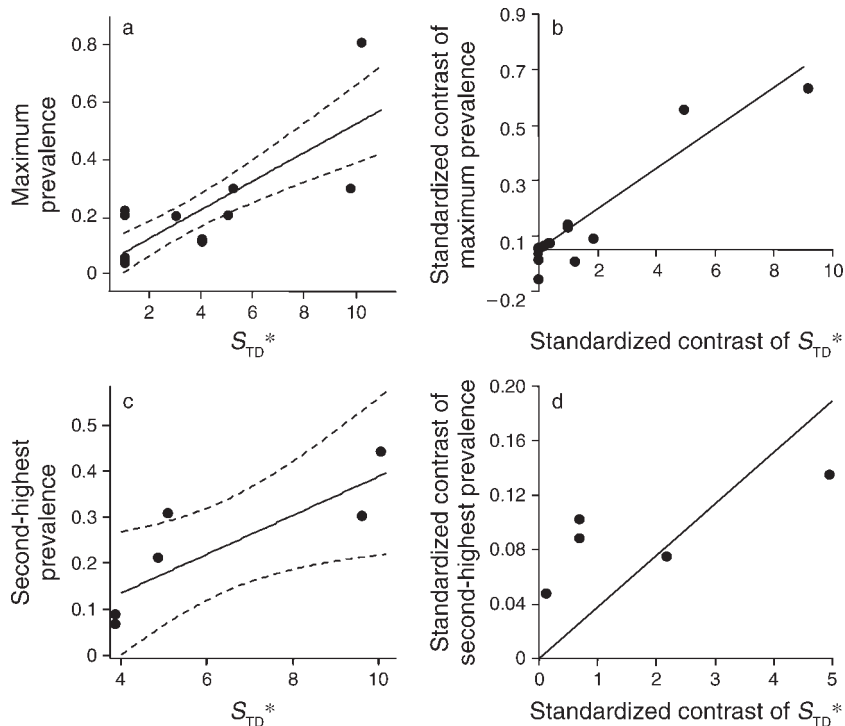 a
0.8
0.6
0.4
0.2
0
Maximum
prevalence
2 4 6 8 10
S_TD*
b
0.9
0.7
0.5
0.3
0.1
−0.2
Standardized contrast of
maximum prevalence
2 4 6 8 10
Standardized contrast of S_TD*
c
0.5
0.4
0.3
0.2
0.1
0
Second-highest
prevalence
4 6 8 10
S_TD*
d
0.20
0.16
0.12
0.08
0.04
0
Standardized contrast of
second-highest prevalence
0 1 2 3 4 5
Standardized contrast of S_TD*